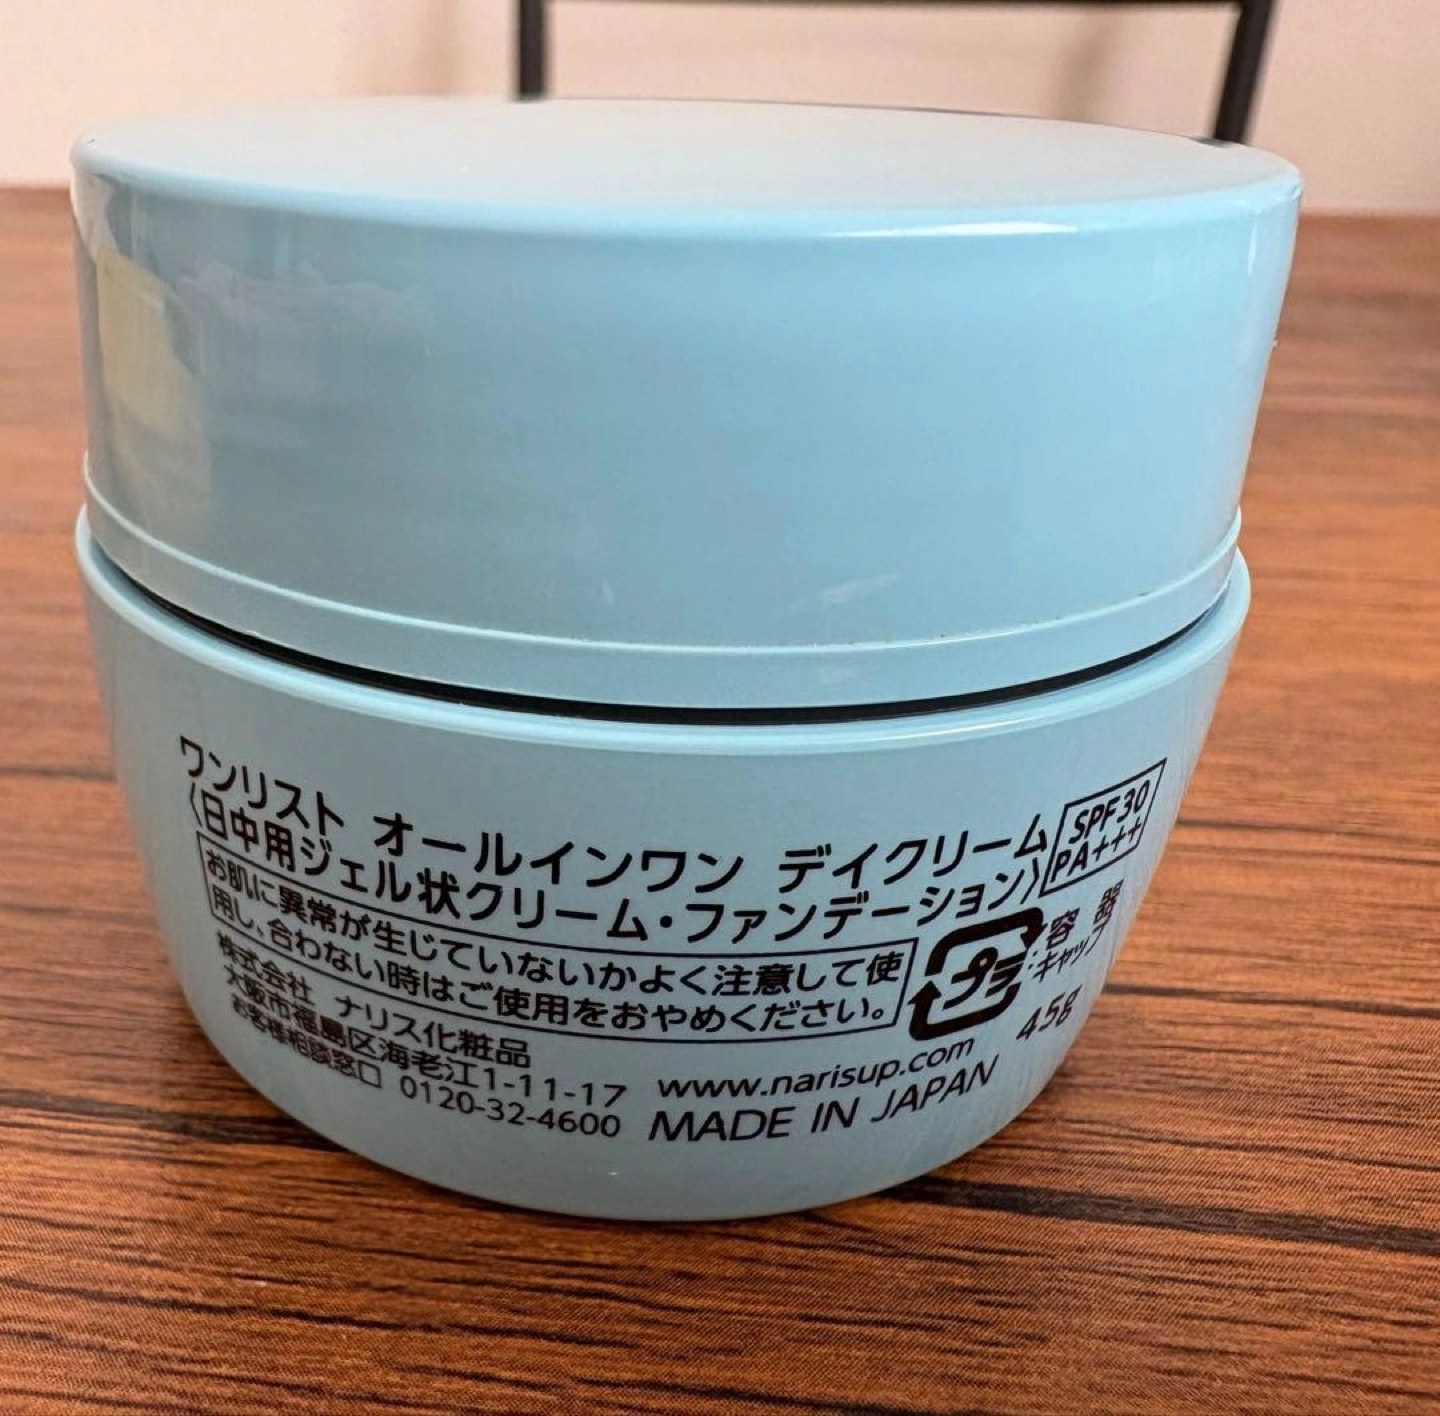 ワンリスト オールインワン デイクリーム
SPF30
PA+++
〈日中用ジェル状クリーム・ファンデーション〉
お肌に異常が生じていないかよく注意して使
用し、合わない時はご使用をおやめください。
プラ
:容器
:キャップ
45g
株式会社 ナリス化粧品
大阪市福島区海老江1-11-17
お客様相談窓口 0120-32-4600
www.narisup.com
MADE IN JAPAN